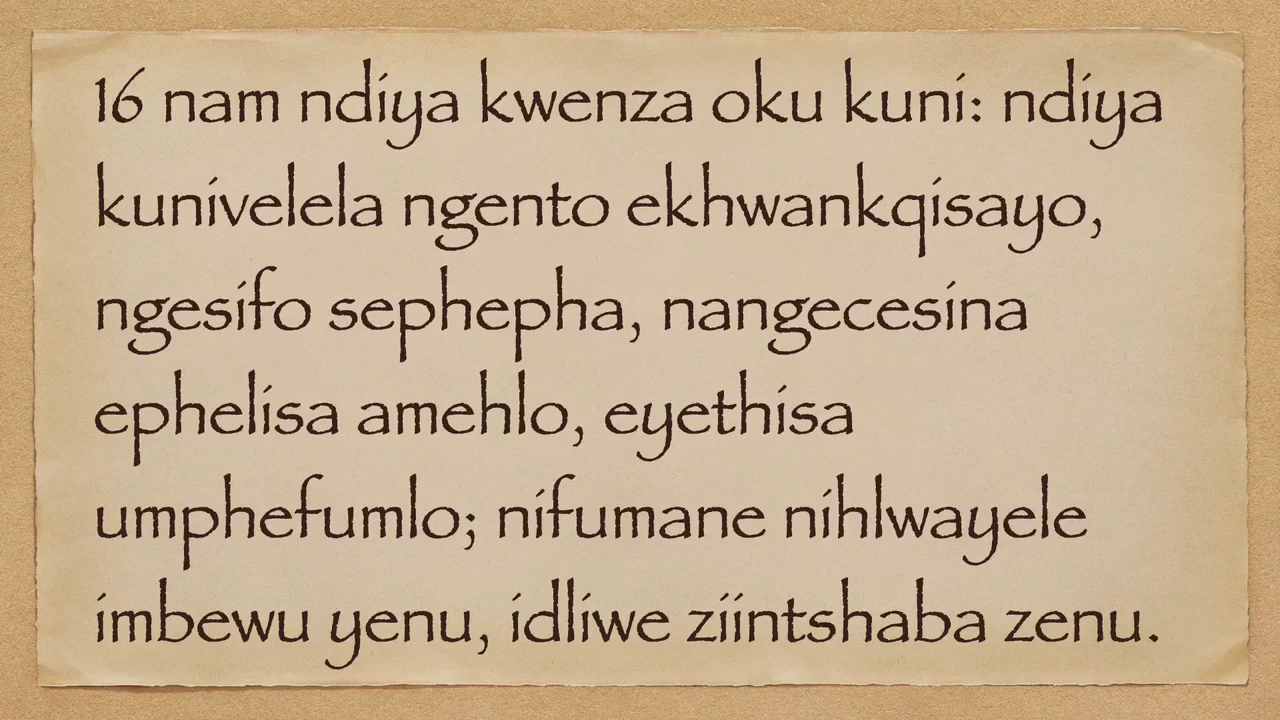 16 nam ndiya kwenza oku kuni: ndiya
kunivelela ngento ekhwankqisayo,
ngesifo sephepha, nangecesina
ephelisa amehlo, eyethisa
umphefumlo; nifumane nihlwayele
imbewu yenu, idliwe ziintshaba zenu.